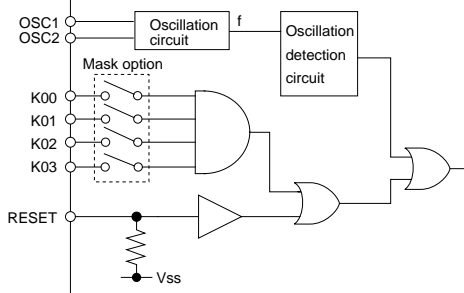 OSC1
OSC2
Oscillation
circuit
f
Oscillation
detection
circuit
Mask option
K00
K01
K02
K03
RESET
Vss